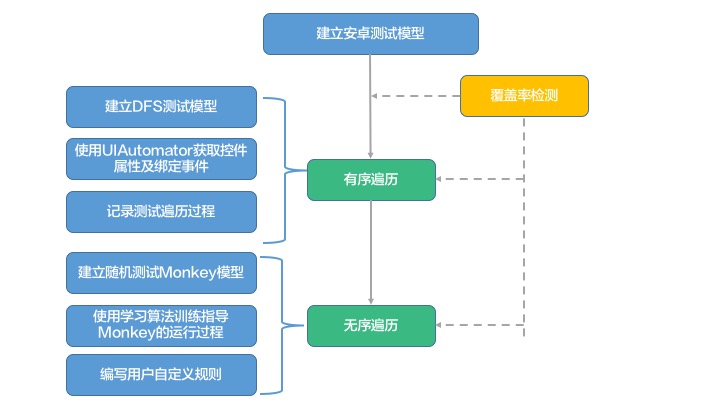 建立安卓测试模型
覆盖率检测
建立DFS测试模型
使用UIAutomator获取控件
属性及绑定事件
有序遍历
记录测试遍历过程
建立随机测试Monkey模型
使用学习算法训练指导
Monkey的运行过程
无序遍历
编写用户自定义规则